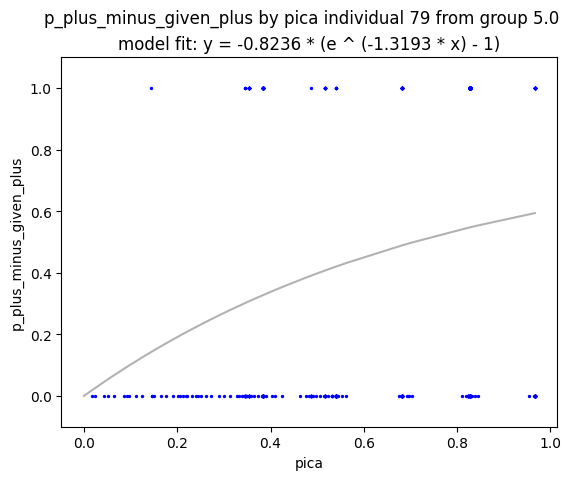 p_plus_minus_given_plus by pica individual 79 from group 5.0
model fit: y = -0.8236 * (e ^ (-1.3193 * x) - 1)
p_plus_minus_given_plus
1.0
0.8
0.6
0.4
0.2
0.0
0.0 0.2 0.4 0.6 0.8 1.0
pica